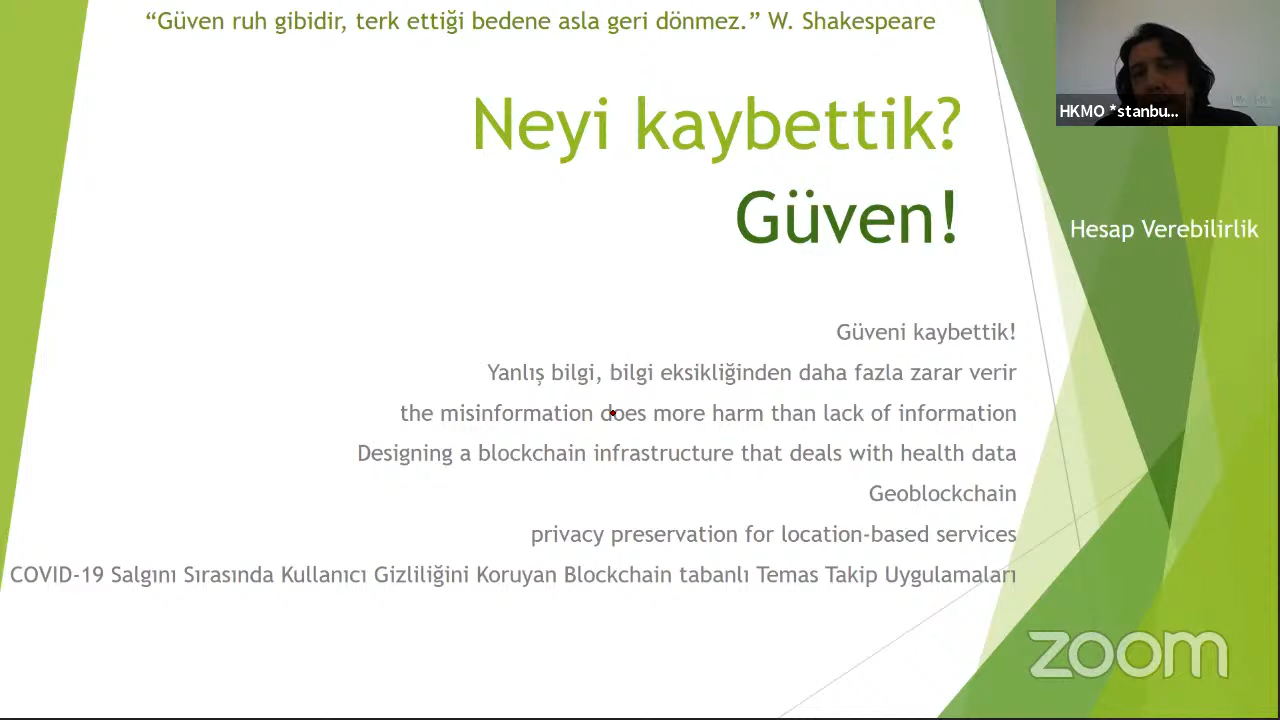 “Güven ruh gibidir, terk ettiği bedene asla geri dönmez.” W. Shakespeare
HKMO *stanbu...
Neyi kaybettik?
Güven!
Hesap Verebilirlik
Güveni kaybettik!
Yanlış bilgi, bilgi eksikliğinden daha fazla zarar verir
the misinformation does more harm than lack of information
Designing a blockchain infrastructure that deals with health data
Geoblockchain
privacy preservation for location-based services
COVID-19 Salgını Sırasında Kullanıcı Gizliliğini Koruyan Blockchain tabanlı Temas Takip Uygulamaları
zoom